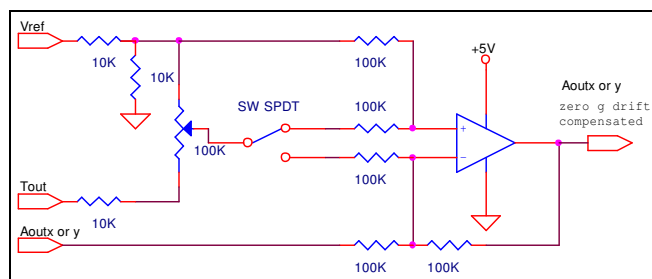 Vref
10K
10K
100K
+5V
Aoutx or y
zero g drift
compensated
SW SPDT
100K
+
100K
−
100K
Tout
10K
Aoutx or y
100K
100K